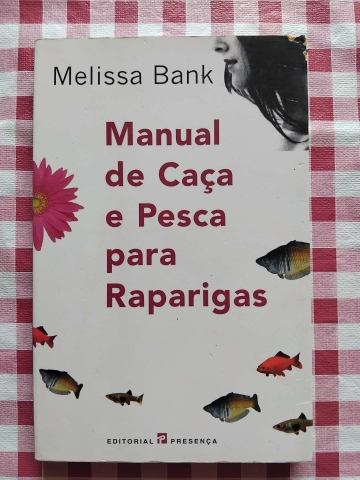 Melissa Bank
Manual
de Caça
e Pesca
para
Raparigas
EDITORIAL PRESENÇA